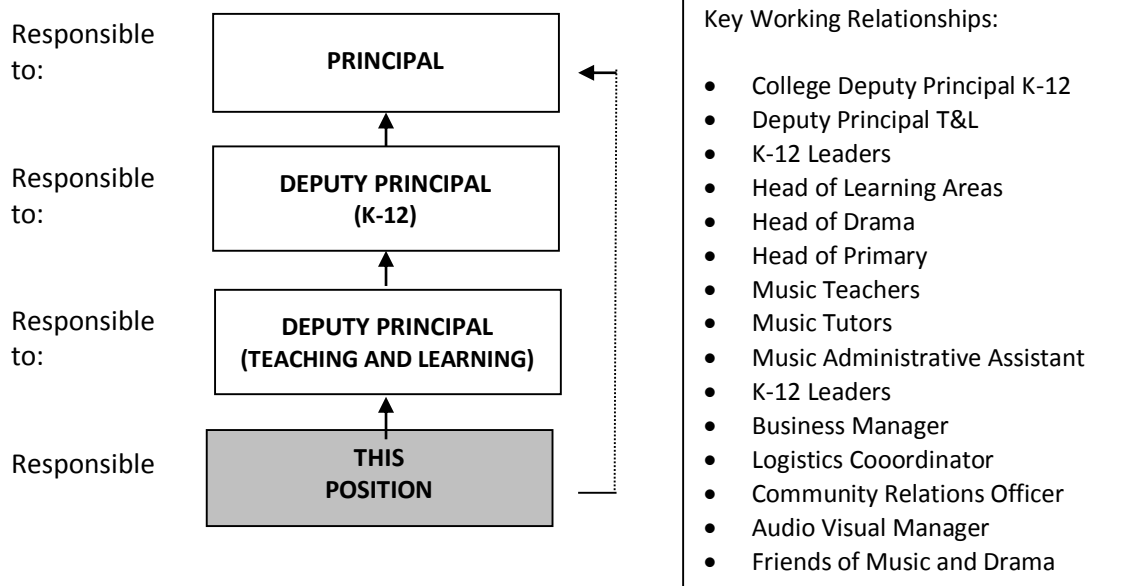 Responsible
to:
PRINCIPAL
Responsible
to:
DEPUTY PRINCIPAL
(K-12)
Responsible
to:
DEPUTY PRINCIPAL
(TEACHING AND LEARNING)
Responsible
THIS
POSITION
Key Working Relationships:
• College Deputy Principal K-12
• Deputy Principal T&L
• K-12 Leaders
• Head of Learning Areas
• Head of Drama
• Head of Primary
• Music Teachers
• Music Tutors
• Music Administrative Assistant
• K-12 Leaders
• Business Manager
• Logistics Cooordinator
• Community Relations Officer
• Audio Visual Manager
• Friends of Music and Drama